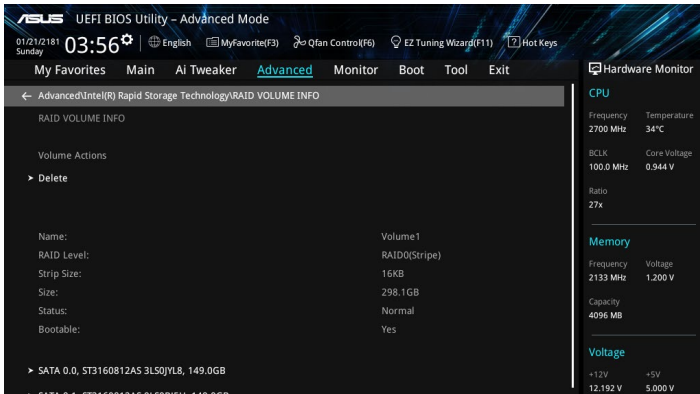 ASUS UEFI BIOS Utility – Advanced Mode
01/21/2181 Sunday 03:56 English MyFavorite(F3) Qfan Control(F6) EZ Tuning Wizard(F11) ? Hot Keys
My Favorites Main Ai Tweaker Advanced Monitor Boot Tool Exit
← Advanced\Intel(R) Rapid Storage Technology\RAID VOLUME INFO
RAID VOLUME INFO
Volume Actions
> Delete
Name: Volume1
RAID Level: RAID0(Stripe)
Strip Size: 16KB
Size: 298.1GB
Status: Normal
Bootable: Yes
> SATA 0.0, ST3160812AS 3LS0JYL8, 149.0GB
Hardware Monitor
CPU
Frequency Temperature
2700 MHz 34°C
BCLK Core Voltage
100.0 MHz 0.944 V
Ratio
27x
Memory
Frequency Voltage
2133 MHz 1.200 V
Capacity
4096 MB
Voltage
+12V +5V
12.192 V 5.000 V